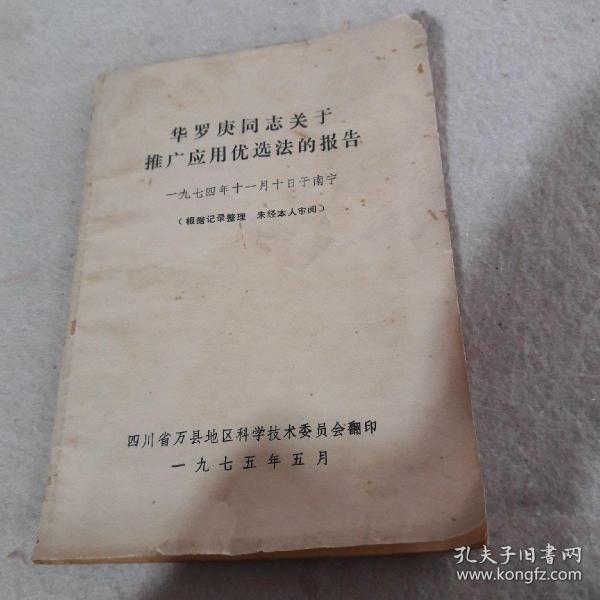 华罗庚同志关于
推广应用优选法的报告
一九七四年十一月十日于南宁
（根据记录整理　未经本人审阅）
四川省万县地区科学技术委员会翻印
一九七五年五月
孔夫子旧书网
www.kongfz.com